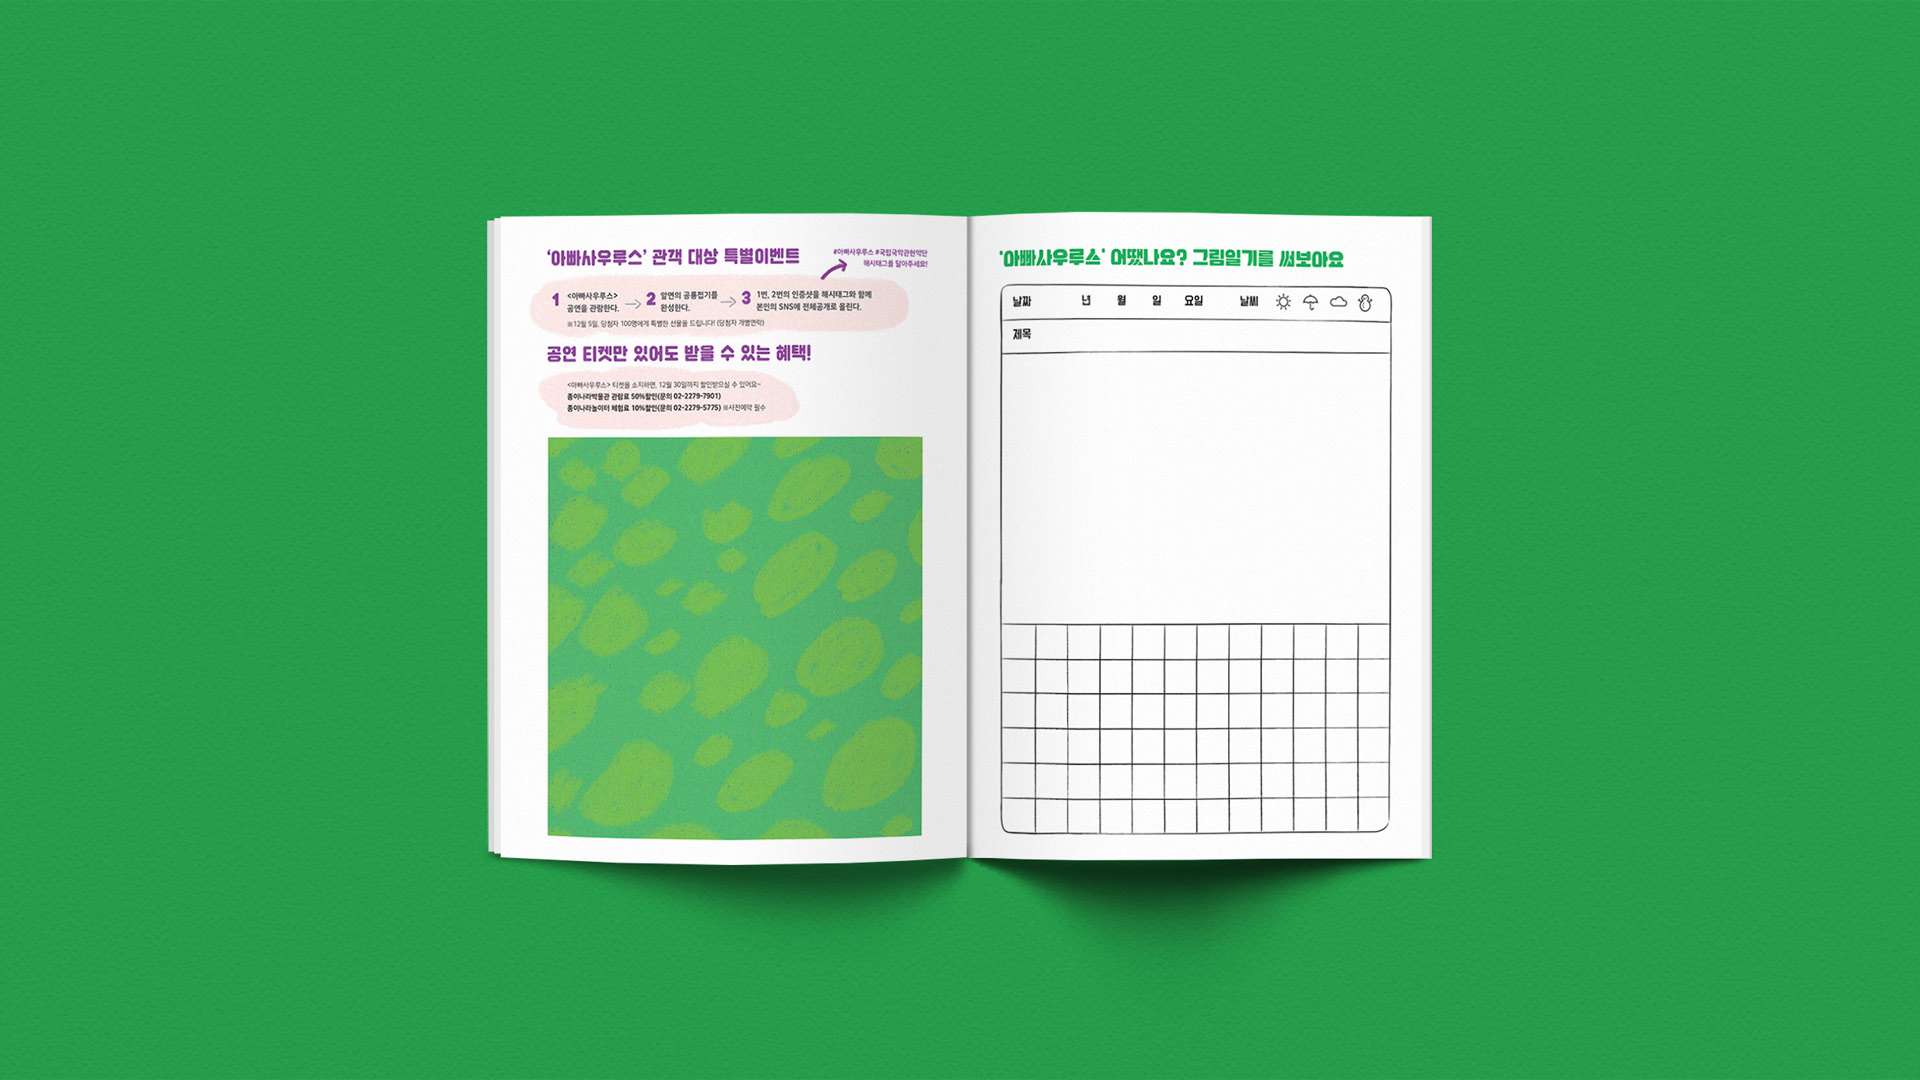 ‘아빠사우루스’ 관객 대상 특별이벤트
#아빠사우루스 #국립국악관현악단
해시태그를 달아주세요!
1 <아빠사우루스>
공연을 관람한다.
2 앞면의 공룡접기를
완성한다.
3 1번, 2번의 인증샷을 해시태그와 함께
본인의 SNS에 전체공개로 올린다.
※12월 5일, 당첨자 100명에게 특별한 선물을 드립니다! (당첨자 개별연락)
공연 티켓만 있어도 받을 수 있는 혜택!
<아빠사우루스> 티켓을 소지하면, 12월 30일까지 할인받으실 수 있어요~
종이나라박물관 관람료 50%할인(문의 02-2279-7901)
종이나라놀이터 체험료 10%할인(문의 02-2279-5775) ※사전예약 필수
‘아빠사우루스’ 어땠나요? 그림일기를 써보아요
날짜 년 월 일 요일 날씨
제목